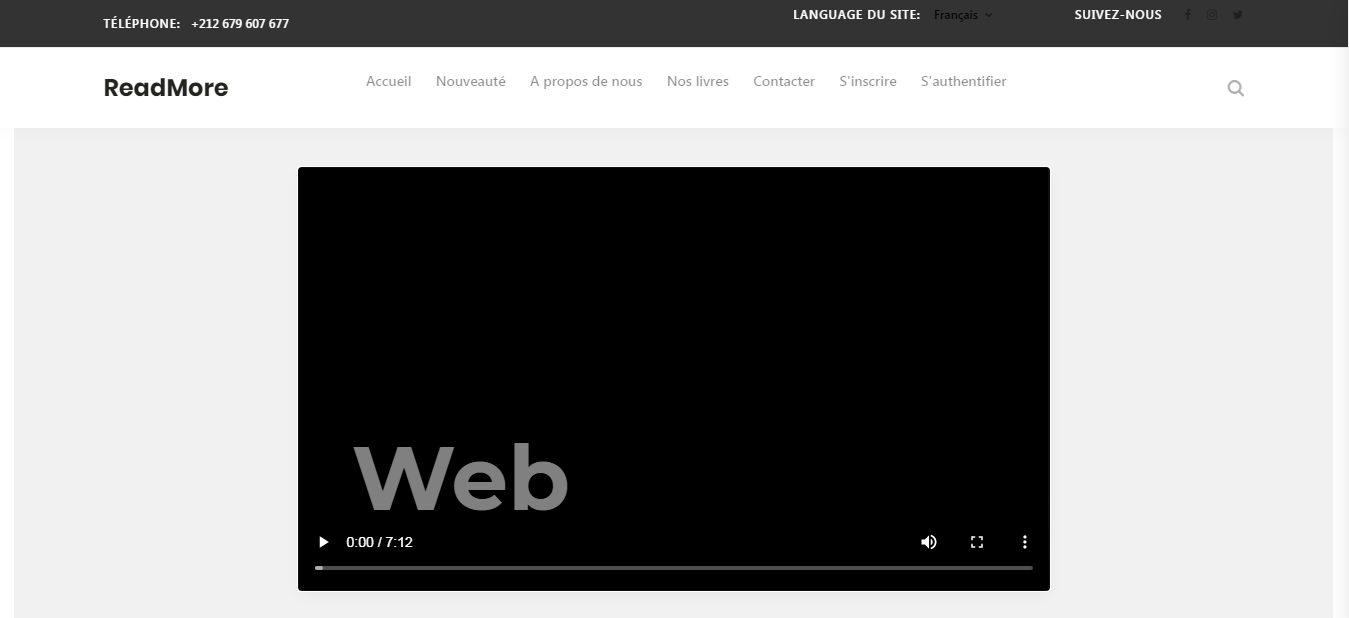 TÉLÉPHONE: +212 679 607 677
LANGUAGE DU SITE: Français
SUIVEZ-NOUS
ReadMore
Accueil Nouveauté A propos de nous Nos livres Contacter S'inscrire S'authentifier
Web
0:00 / 7:12